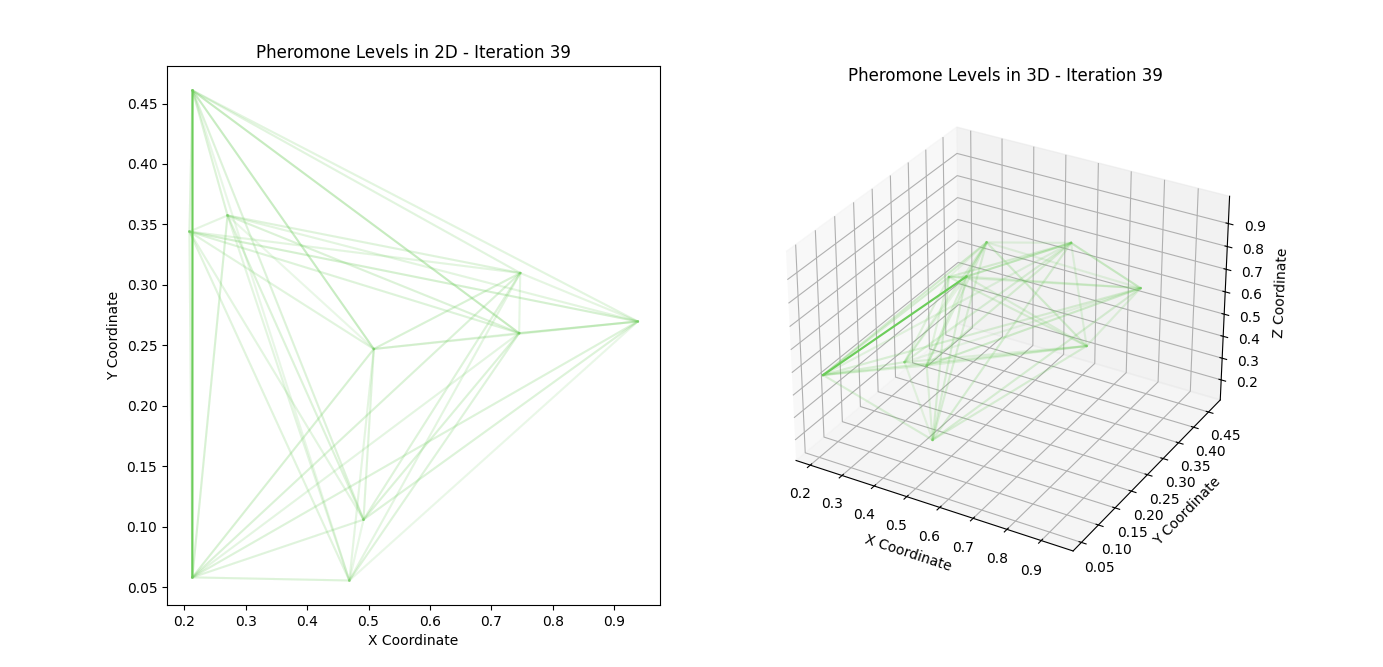 Pheromone Levels in 2D - Iteration 39
0.45
0.40
0.35
0.30
0.25
0.20
0.15
0.10
0.05
Y Coordinate
0.2 0.3 0.4 0.5 0.6 0.7 0.8 0.9
X Coordinate
Pheromone Levels in 3D - Iteration 39
0.9
0.8
0.7
0.6
0.5
0.4
0.3
0.2
Z Coordinate
0.45
0.40
0.35
0.30
0.25
0.20
0.15
0.10
0.05
Y Coordinate
0.2 0.3 0.4 0.5 0.6 0.7 0.8 0.9
X Coordinate